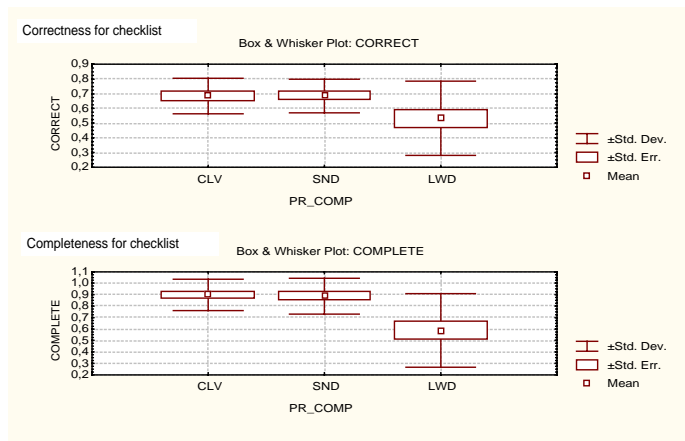 Correctness for checklist
Box & Whisker Plot: CORRECT
0,9
0,8
0,7
0,6
0,5
0,4
0,3
0,2
CORRECT
CLV SND LWD
PR_COMP
±Std. Dev.
±Std. Err.
Mean
Completeness for checklist
Box & Whisker Plot: COMPLETE
1,1
1,0
0,9
0,8
0,7
0,6
0,5
0,4
0,3
0,2
COMPLETE
CLV SND LWD
PR_COMP
±Std. Dev.
±Std. Err.
Mean